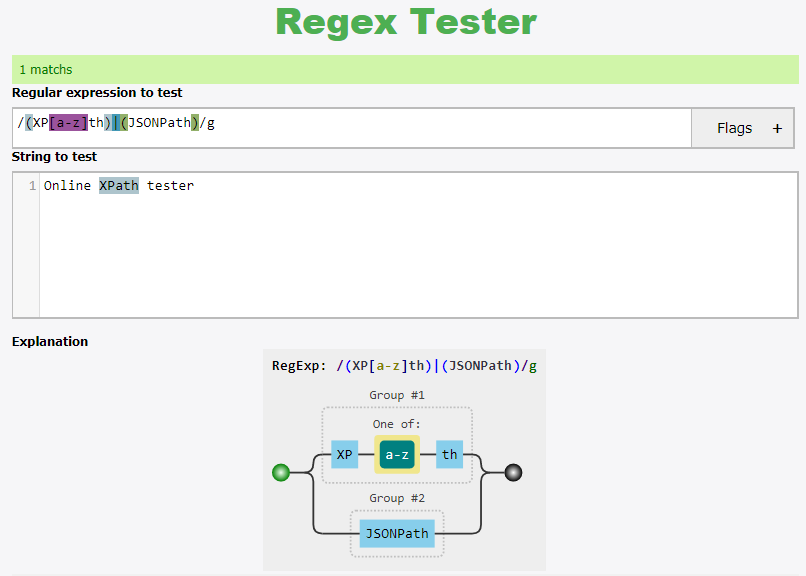 Regex Tester
1 matchs
Regular expression to test
/(XP[a-z]th)|(JSONPath)/g
Flags +
String to test
1 Online XPath tester
Explanation
RegExp: /(XP[a-z]th)|(JSONPath)/g
Group #1
One of:
XP a-z th
Group #2
JSONPath